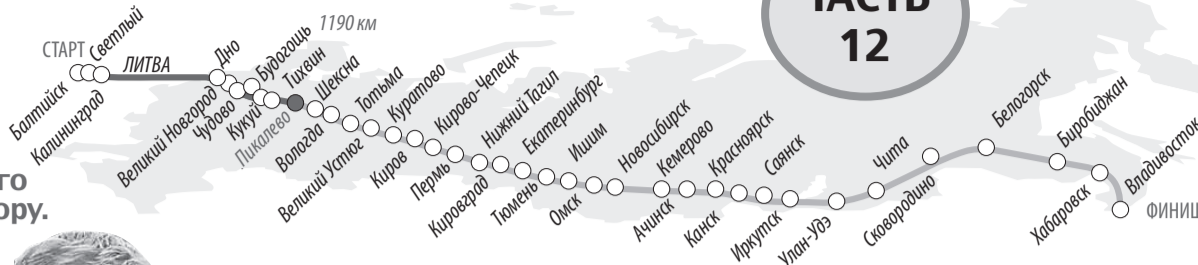 ЧАСТЬ
12
1190 км
СТАРТ
Балтийск
Светлый
Калининград
ЛИТВА
Дно
Великий Новгород
Чудово
Будогощь
Кукуй
Тихвин
Пикалево
Шексна
Вологда
Тотьма
Великий Устюг
Куратово
Киров
Кирово-Чепецк
Пермь
Кировград
Нижний Тагил
Екатеринбург
Тюмень
Ишим
Омск
Новосибирск
Кемерово
Ачинск
Красноярск
Канск
Саянск
Иркутск
Улан-Удэ
Чита
Сковородино
Белогорск
Биробиджан
Хабаровск
Владивосток
ФИНИШ
го
ору.